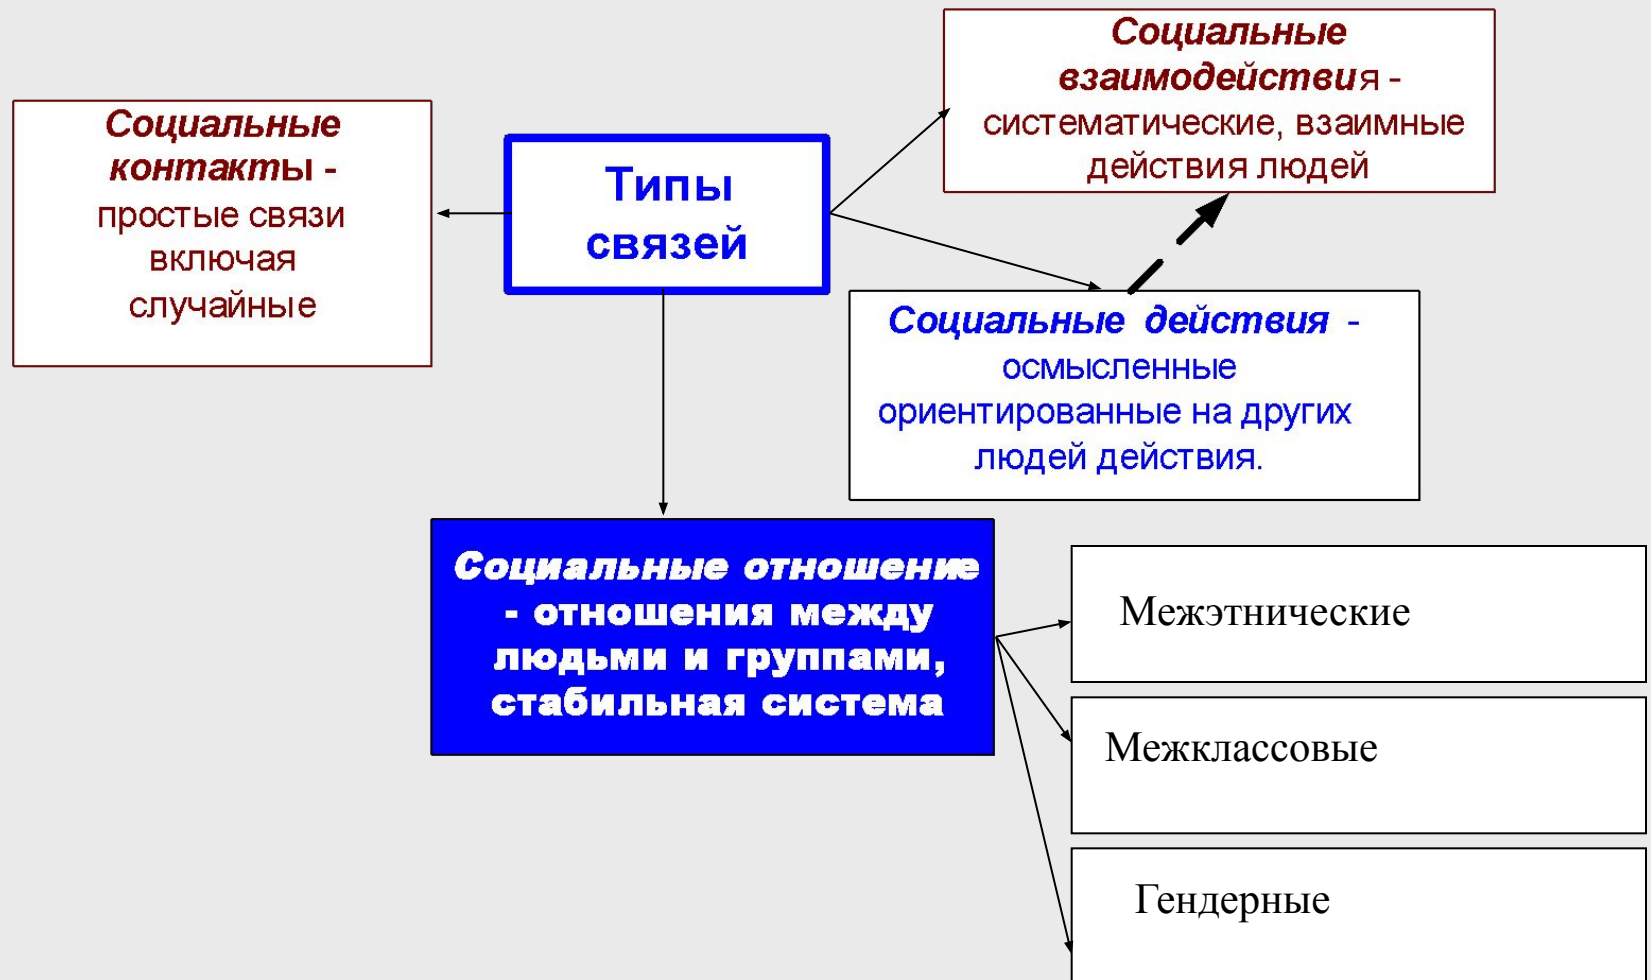 Социальные
взаимодействия -
систематические, взаимные
действия людей
Социальные
контакты -
простые связи
включая
случайные
Типы
связей
Социальные действия -
осмысленные
ориентированные на других
людей действия.
Социальные отношение
- отношения между
людьми и группами,
стабильная система
Межэтнические
Межклассовые
Гендерные